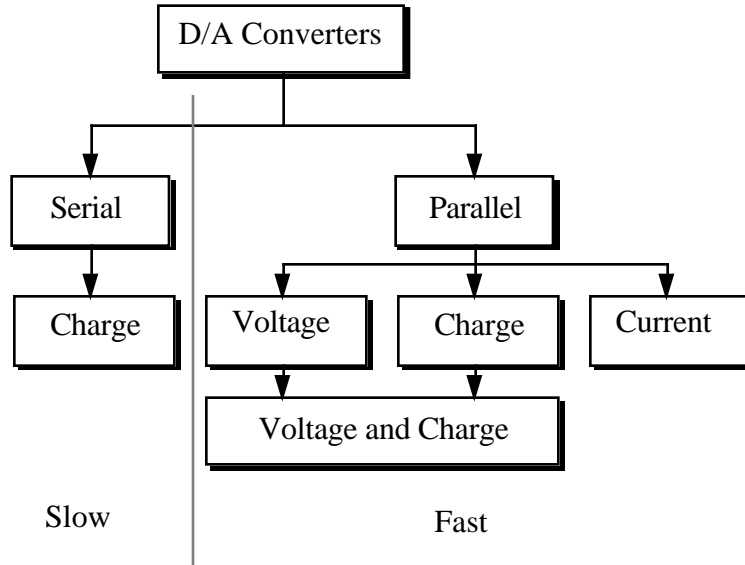 D/A Converters
Serial
Parallel
Charge
Voltage
Charge
Current
Voltage and Charge
Slow
Fast